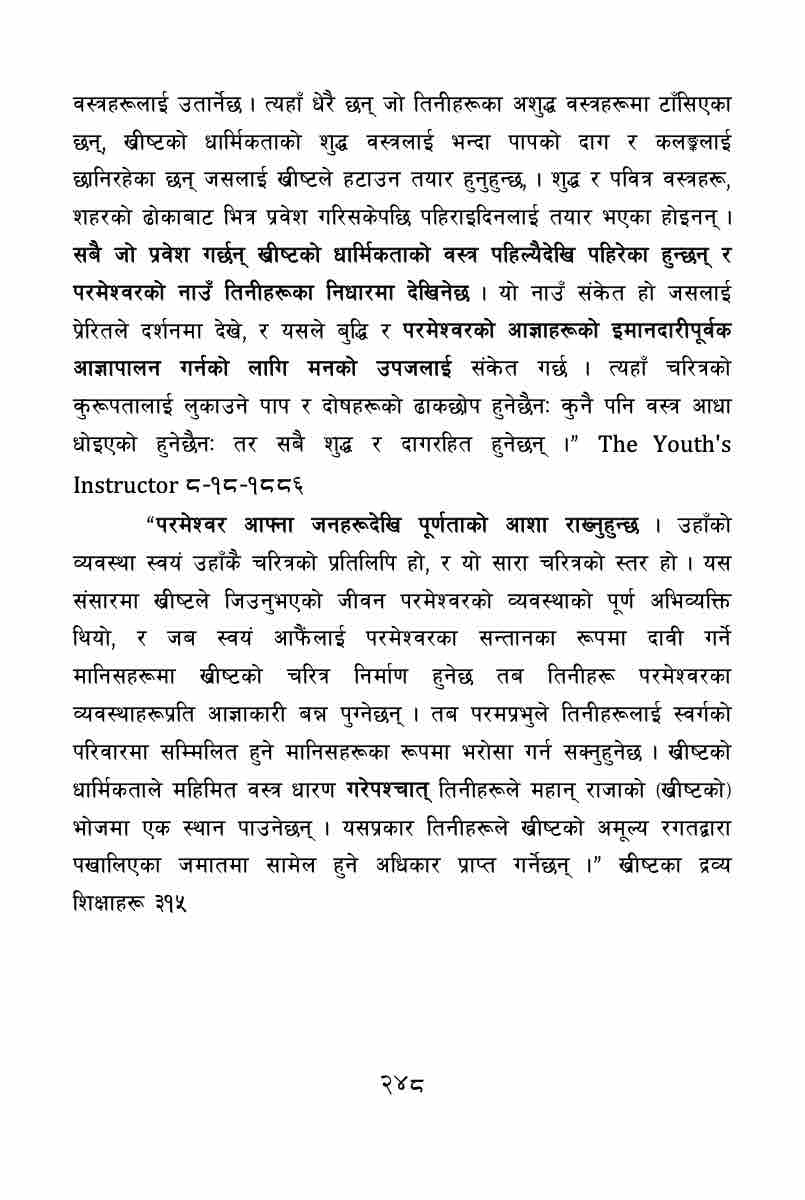 वस्त्रहरूलाई उतार्नेछ । त्यहाँ धेरै छन् जो तिनीहरूका अशुद्ध वस्त्रहरूमा टाँसिएका
छन्, ख्रीष्टको धार्मिकताको शुद्ध वस्त्रलाई भन्दा पापको दाग र कलङ्कलाई
छानिरहेका छन् जसलाई ख्रीष्टले हटाउन तयार हुनुहुन्छ, । शुद्ध र पवित्र वस्त्रहरू,
शहरको ढोकाबाट भित्र प्रवेश गरिसकेपछि पहिराइदिनलाई तयार भएका होइनन् ।
सबै जो प्रवेश गर्छन् ख्रीष्टको धार्मिकताको वस्त्र पहिल्यैदेखि पहिरेका हुन्छन् र
परमेश्वरको नाउँ तिनीहरूका निधारमा देखिनेछ । यो नाउँ संकेत हो जसलाई
प्रेरितले दर्शनमा देखे, र यसले बुद्धि र परमेश्वरको आज्ञाहरूको इमानदारीपूर्वक
आज्ञापालन गर्नको लागि मनको उपजलाई संकेत गर्छ । त्यहाँ चरित्रको
कुरूपतालाई लुकाउने पाप र दोषहरूको ढाकछोप हुनेछैनः कुनै पनि वस्त्र आधा
धोइएको हुनेछैनः तर सबै शुद्ध र दागरहित हुनेछन् ।” The Youth's
Instructor ८-१८-१८८६
“परमेश्वर आफ्ना जनहरूदेखि पूर्णताको आशा राख्नुहुन्छ । उहाँको
व्यवस्था स्वयं उहाँकै चरित्रको प्रतिलिपि हो, र यो सारा चरित्रको स्तर हो । यस
संसारमा ख्रीष्टले जिउनुभएको जीवन परमेश्वरको व्यवस्थाको पूर्ण अभिव्यक्ति
थियो, र जब स्वयं आफैंलाई परमेश्वरका सन्तानका रूपमा दावी गर्ने
मानिसहरूमा ख्रीष्टको चरित्र निर्माण हुनेछ तब तिनीहरू परमेश्वरका
व्यवस्थाहरूप्रति आज्ञाकारी बन्न पुग्नेछन् । तब परमप्रभुले तिनीहरूलाई स्वर्गको
परिवारमा सम्मिलित हुने मानिसहरूका रूपमा भरोसा गर्न सक्नुहुनेछ । ख्रीष्टको
धार्मिकताले महिमित वस्त्र धारण गरेपश्चात् तिनीहरूले महान् राजाको (ख्रीष्टको)
भोजमा एक स्थान पाउनेछन् । यसप्रकार तिनीहरूले ख्रीष्टको अमूल्य रगतद्वारा
पखालिएका जमातमा सामेल हुने अधिकार प्राप्त गर्नेछन् ।” ख्रीष्टका द्रव्य
शिक्षाहरू ३१५
२४८